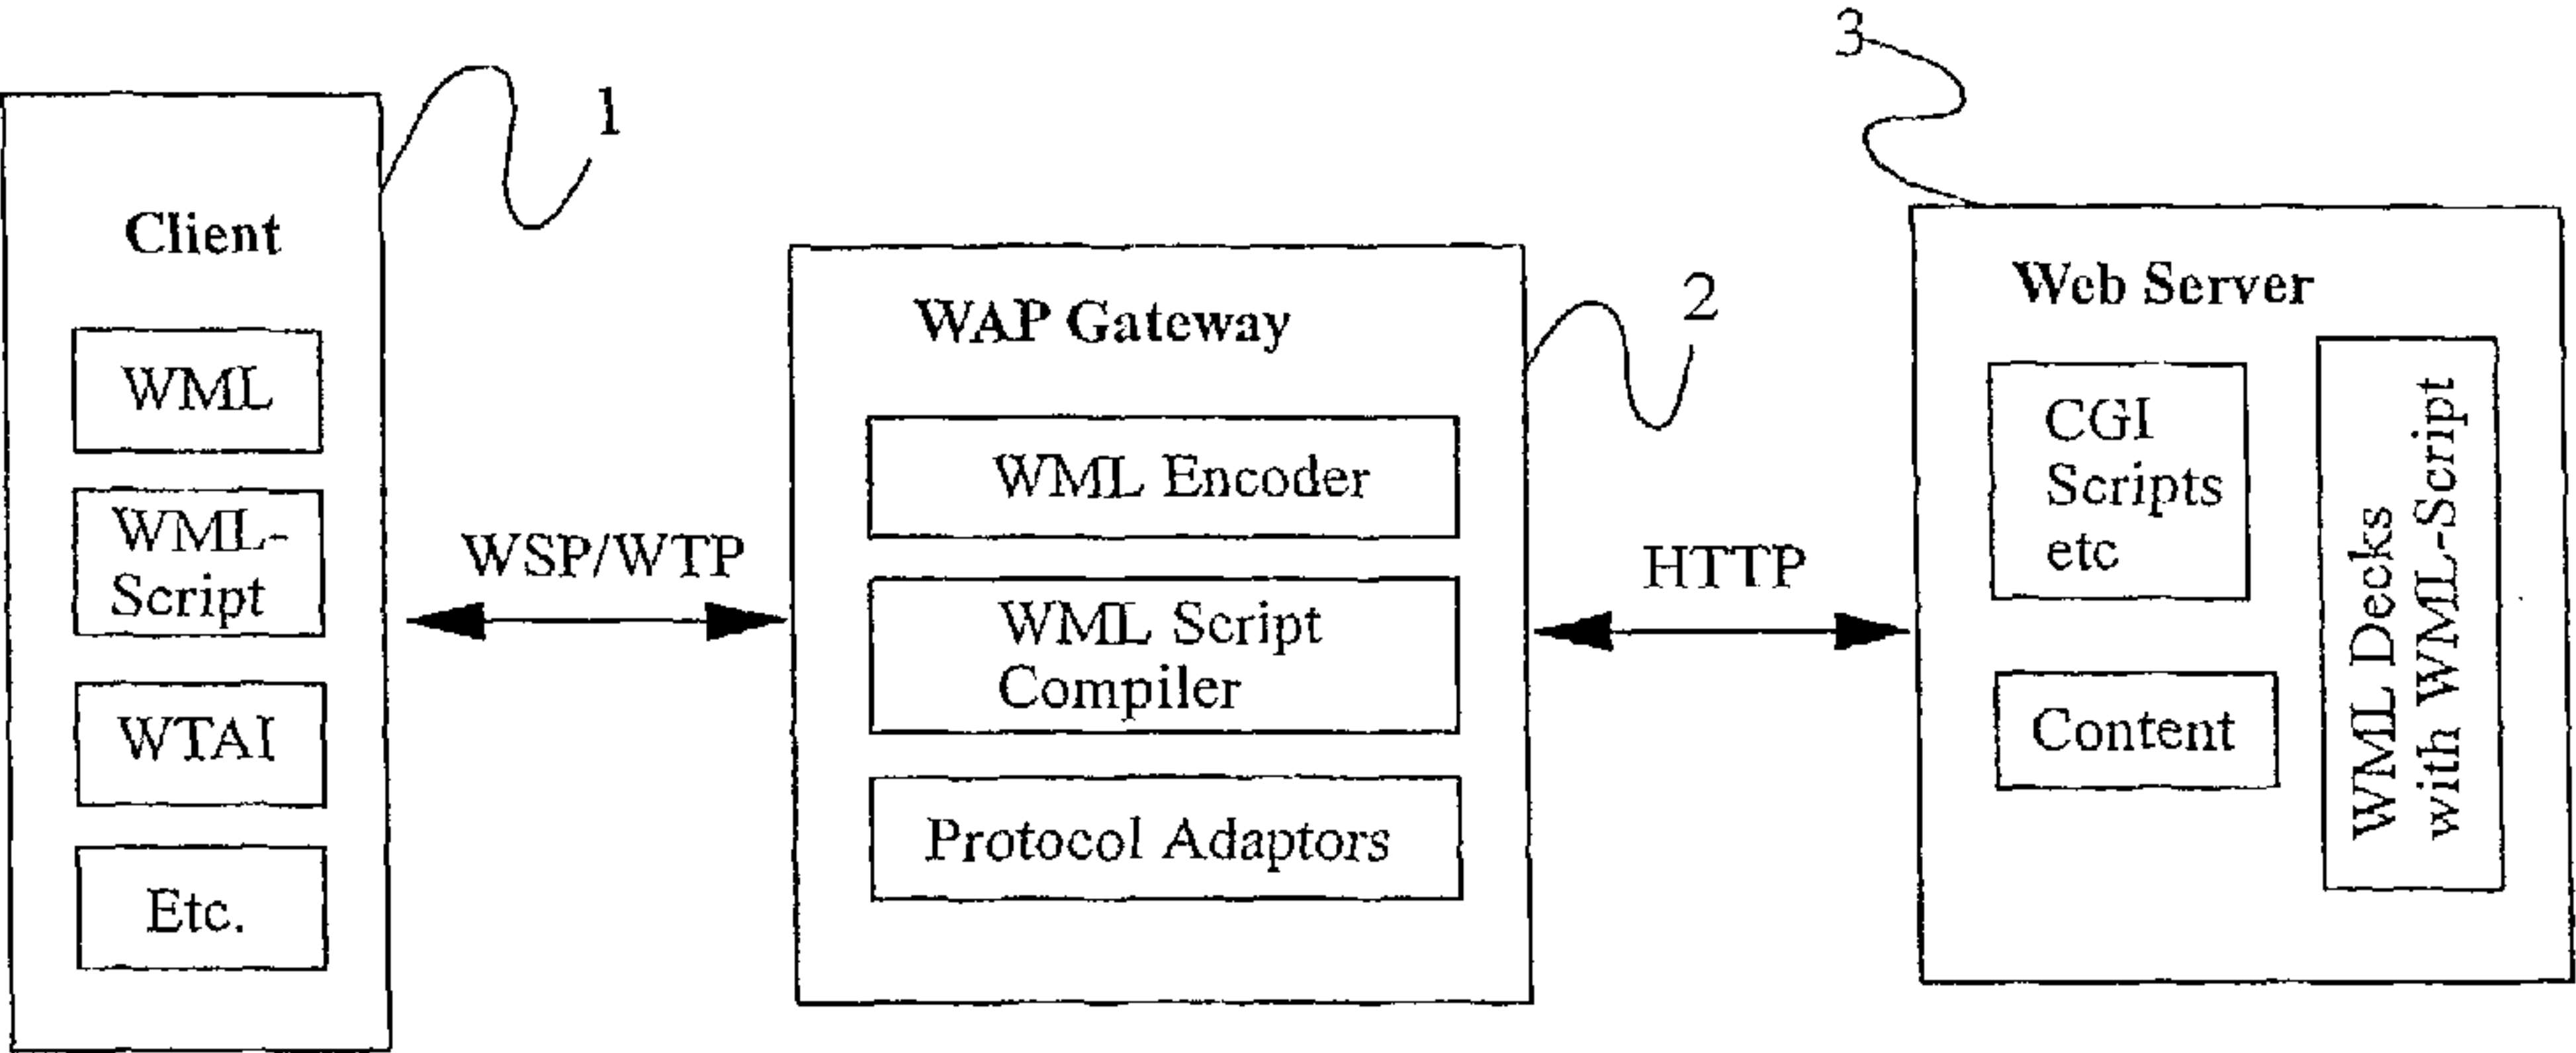 1
Client
WML
WML-
Script
WTAI
Etc.
WSP/WTP
2
WAP Gateway
WML Encoder
WML Script
Compiler
Protocol Adaptors
HTTP
3
Web Server
CGI
Scripts
etc
Content
WML Decks
with WML-Script